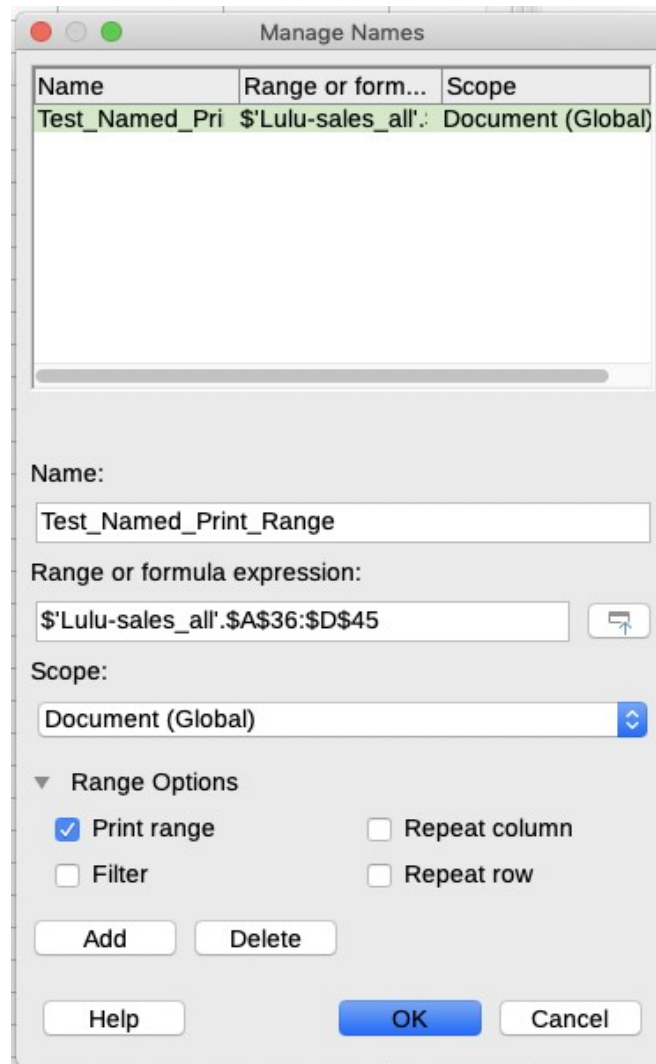 Manage Names
Name Range or form... Scope
Test_Named_Pri $'Lulu-sales_all'.: Document (Global)
Name:
Test_Named_Print_Range
Range or formula expression:
$'Lulu-sales_all'.$A$36:$D$45
Scope:
Document (Global)
Range Options
Print range Repeat column
Filter Repeat row
Add Delete
Help OK Cancel